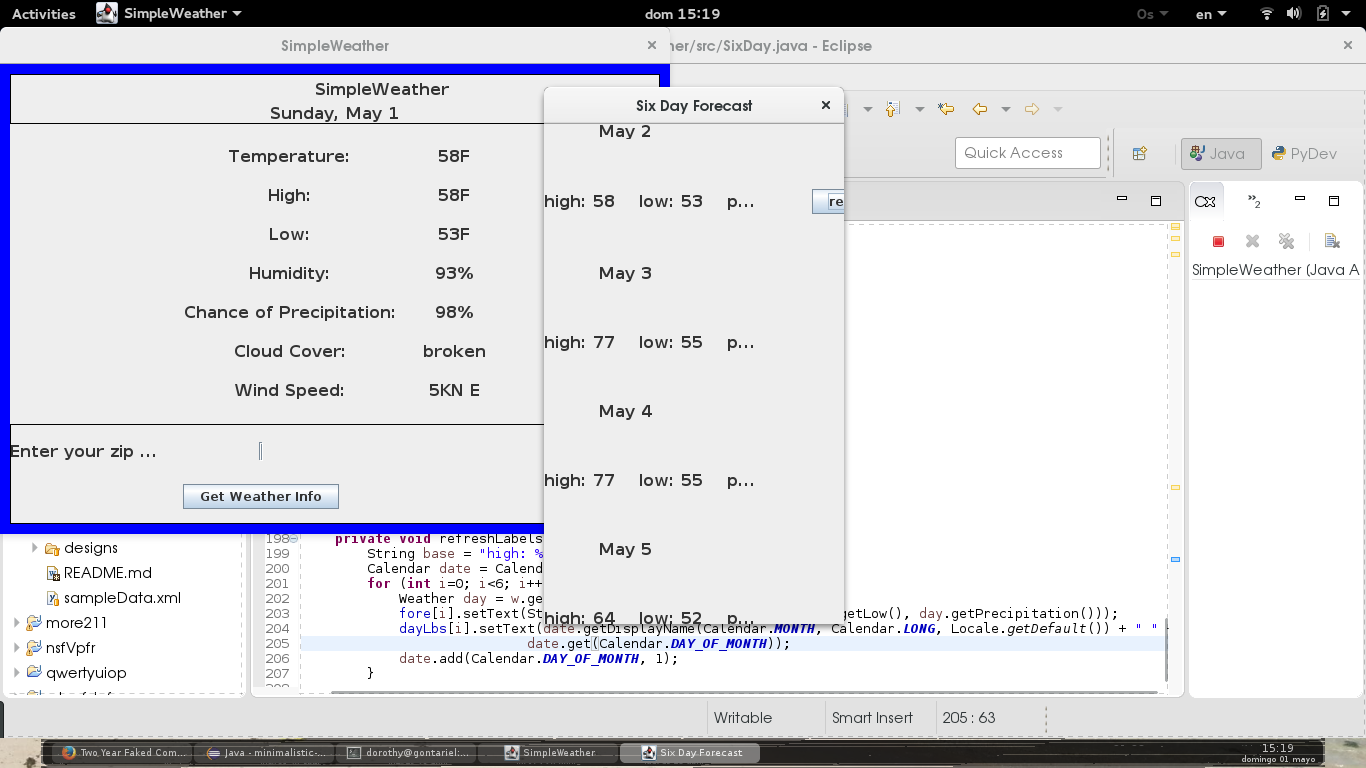 Activities SimpleWeather dom 15:19 0s en
SimpleWeather
her/src/SixDay.java - Eclipse
SimpleWeather
Sunday, May 1
Temperature: 58F
High: 58F
Low: 53F
Humidity: 93%
Chance of Precipitation: 98%
Cloud Cover: broken
Wind Speed: 5KN E
Enter your zip ...
Get Weather Info
Six Day Forecast
May 2
high: 58 low: 53 p...
re
May 3
high: 77 low: 55 p...
May 4
high: 77 low: 55 p...
May 5
high: 64 low: 52 p...
Quick Access
Java
PyDev
2
SimpleWeather (Java A
designs
README.md
sampleData.xml
more211
nsfVpfr
qwertyuiop
198 private void refreshLabels
199 String base = "high: %
200 Calendar date = Calend
201 for (int i=0; i<6; i++
202 Weather day = w.ge
203 fore[i].setText(St getLow(), day.getPrecipitation()));
204 dayLbs[i].setText(date.getDisplayName(Calendar.MONTH, Calendar.LONG, Locale.getDefault()) + " " +
205 date.get(Calendar.DAY_OF_MONTH));
206 date.add(Calendar.DAY_OF_MONTH, 1);
207 }
Writable Smart Insert 205 : 63
Two Year Faked Com... Java - minimalistic-... dorothy@gontariel:... SimpleWeather Six Day Forecast 15:19
domingo 01 mayo